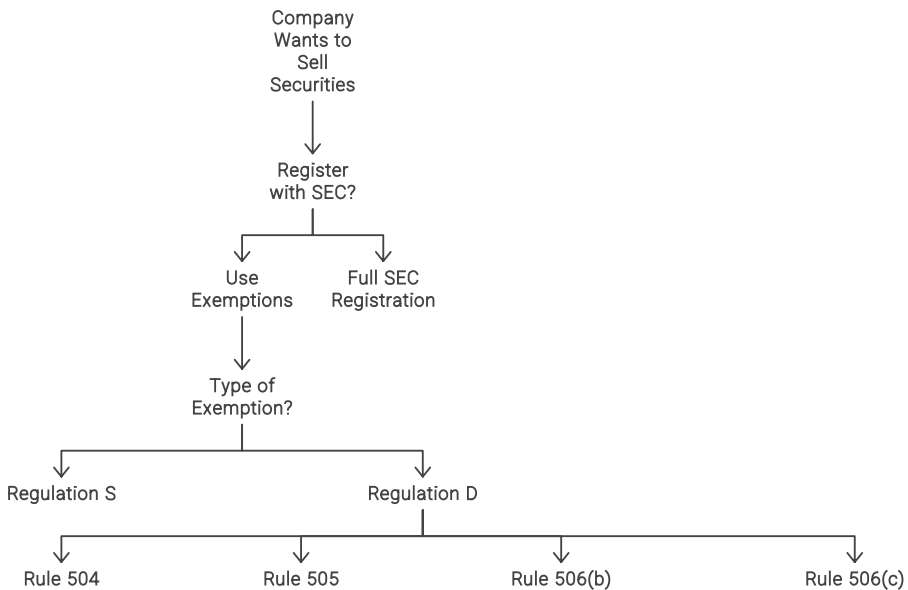 Company
Wants to
Sell
Securities
Register
with SEC?
Use
Exemptions
Full SEC
Registration
Type of
Exemption?
Regulation S
Regulation D
Rule 504
Rule 505
Rule 506(b)
Rule 506(c)